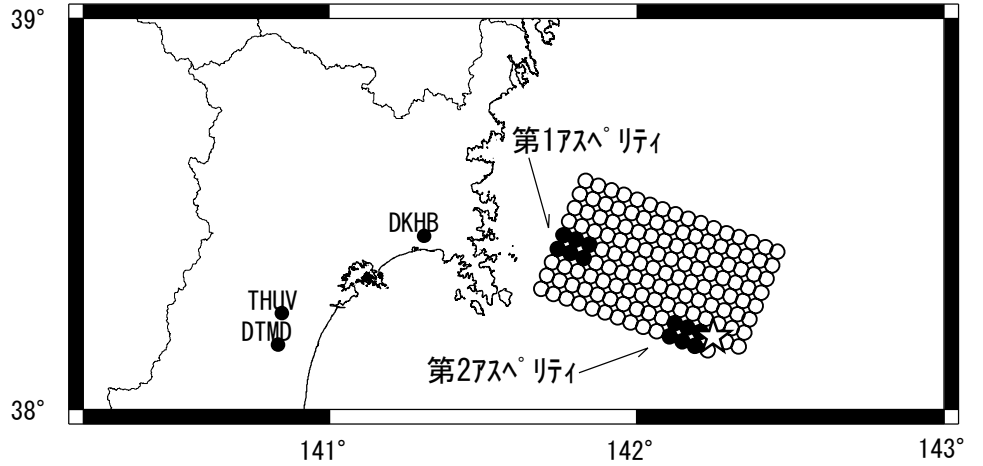 39°
第1ｱｽﾍﾟﾘﾃｨ
DKHB
THUV
DTMD
第2ｱｽﾍﾟﾘﾃｨ
38°
141°
142°
143°